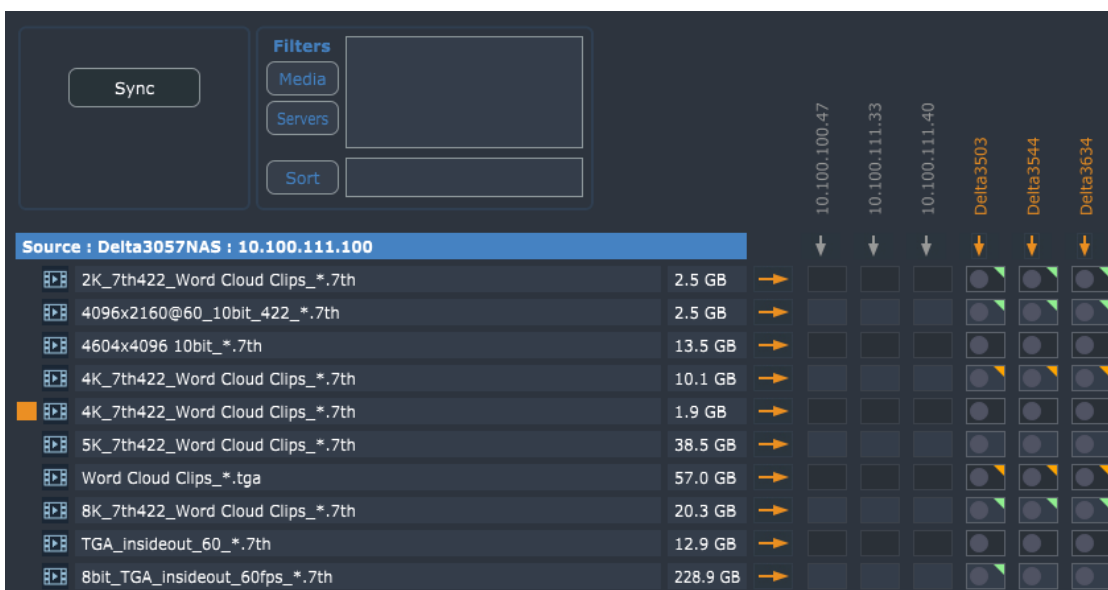 Sync
Filters
Media
Servers
Sort
10.100.100.47
10.100.111.33
10.100.111.40
Delta3503
Delta3544
Delta3634
Source : Delta3057NAS : 10.100.111.100
2K_7th422_Word Cloud Clips_*.7th 2.5 GB
4096x2160@60_10bit_422_*.7th 2.5 GB
4604x4096 10bit_*.7th 13.5 GB
4K_7th422_Word Cloud Clips_*.7th 10.1 GB
4K_7th422_Word Cloud Clips_*.7th 1.9 GB
5K_7th422_Word Cloud Clips_*.7th 38.5 GB
Word Cloud Clips_*.tga 57.0 GB
8K_7th422_Word Cloud Clips_*.7th 20.3 GB
TGA_insideout_60_*.7th 12.9 GB
8bit_TGA_insideout_60fps_*.7th 228.9 GB